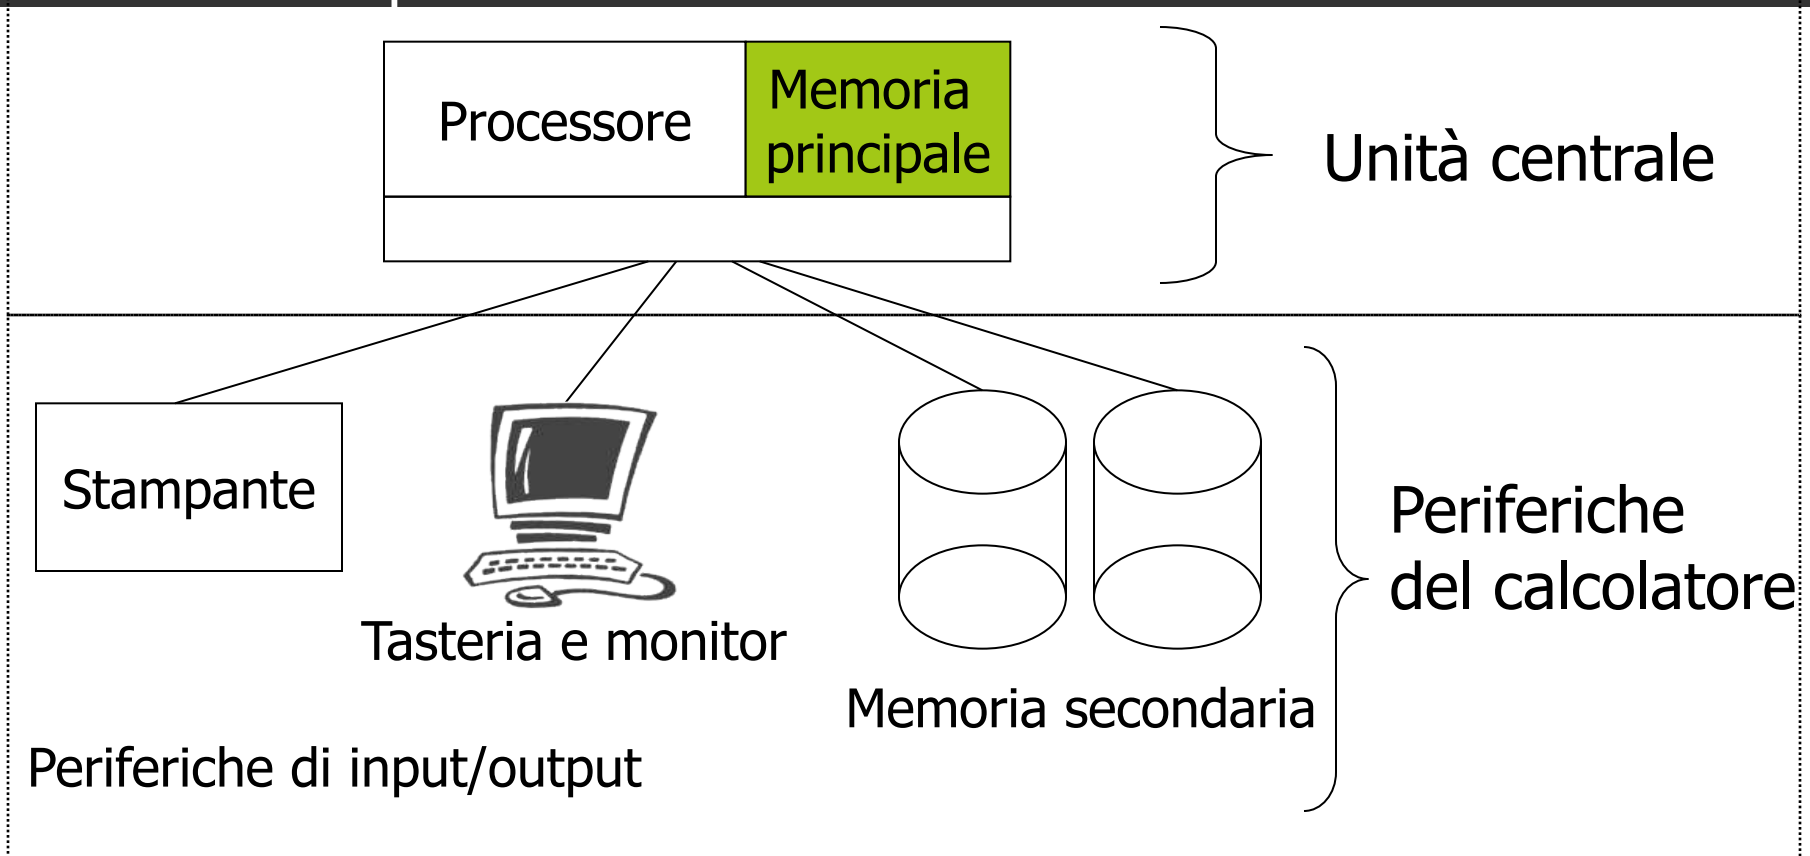 Processore
Memoria
principale
Unità centrale
Stampante
Tasteria e monitor
Memoria secondaria
Periferiche
del calcolatore
Periferiche di input/output